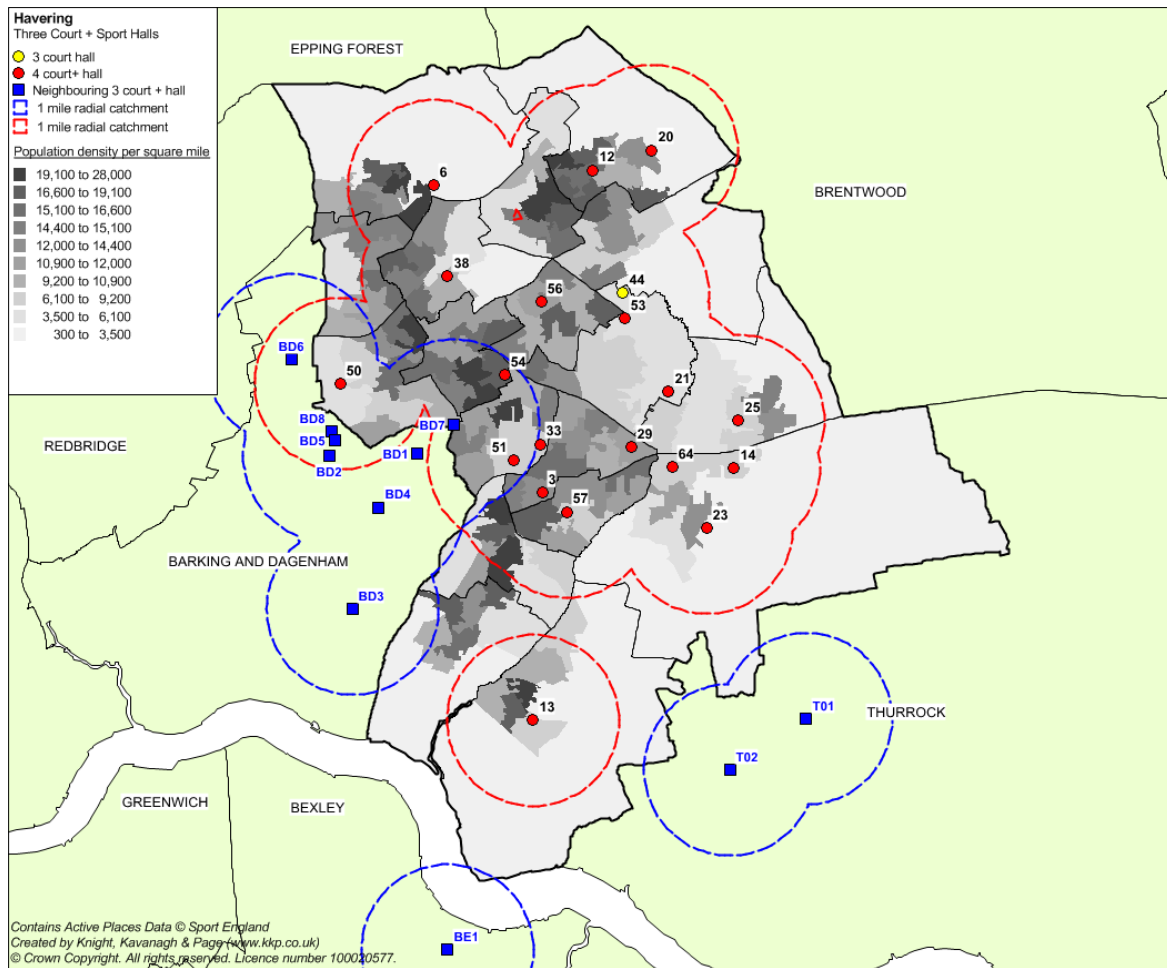 Havering
Three Court + Sport Halls
3 court hall
4 court+ hall
Neighbouring 3 court + hall
1 mile radial catchment
1 mile radial catchment
Population density per square mile
19,100 to 28,000
16,600 to 19,100
15,100 to 16,600
14,400 to 15,100
12,000 to 14,400
10,900 to 12,000
9,200 to 10,900
6,100 to 9,200
3,500 to 6,100
300 to 3,500
EPPING FOREST
20
12
6
BRENTWOOD
38
44
56
53
BD6
50
54
21
25
BD7
BD8
BD5
REDBRIDGE
33
29
51
BD1
64
14
BD2
3
BD4
57
23
BARKING AND DAGENHAM
BD3
13
T01
THURROCK
T02
GREENWICH
BEXLEY
BE1
Contains Active Places Data © Sport England
Created by Knight, Kavanagh & Page (www.kkp.co.uk)
© Crown Copyright. All rights reserved. Licence number 100020577.